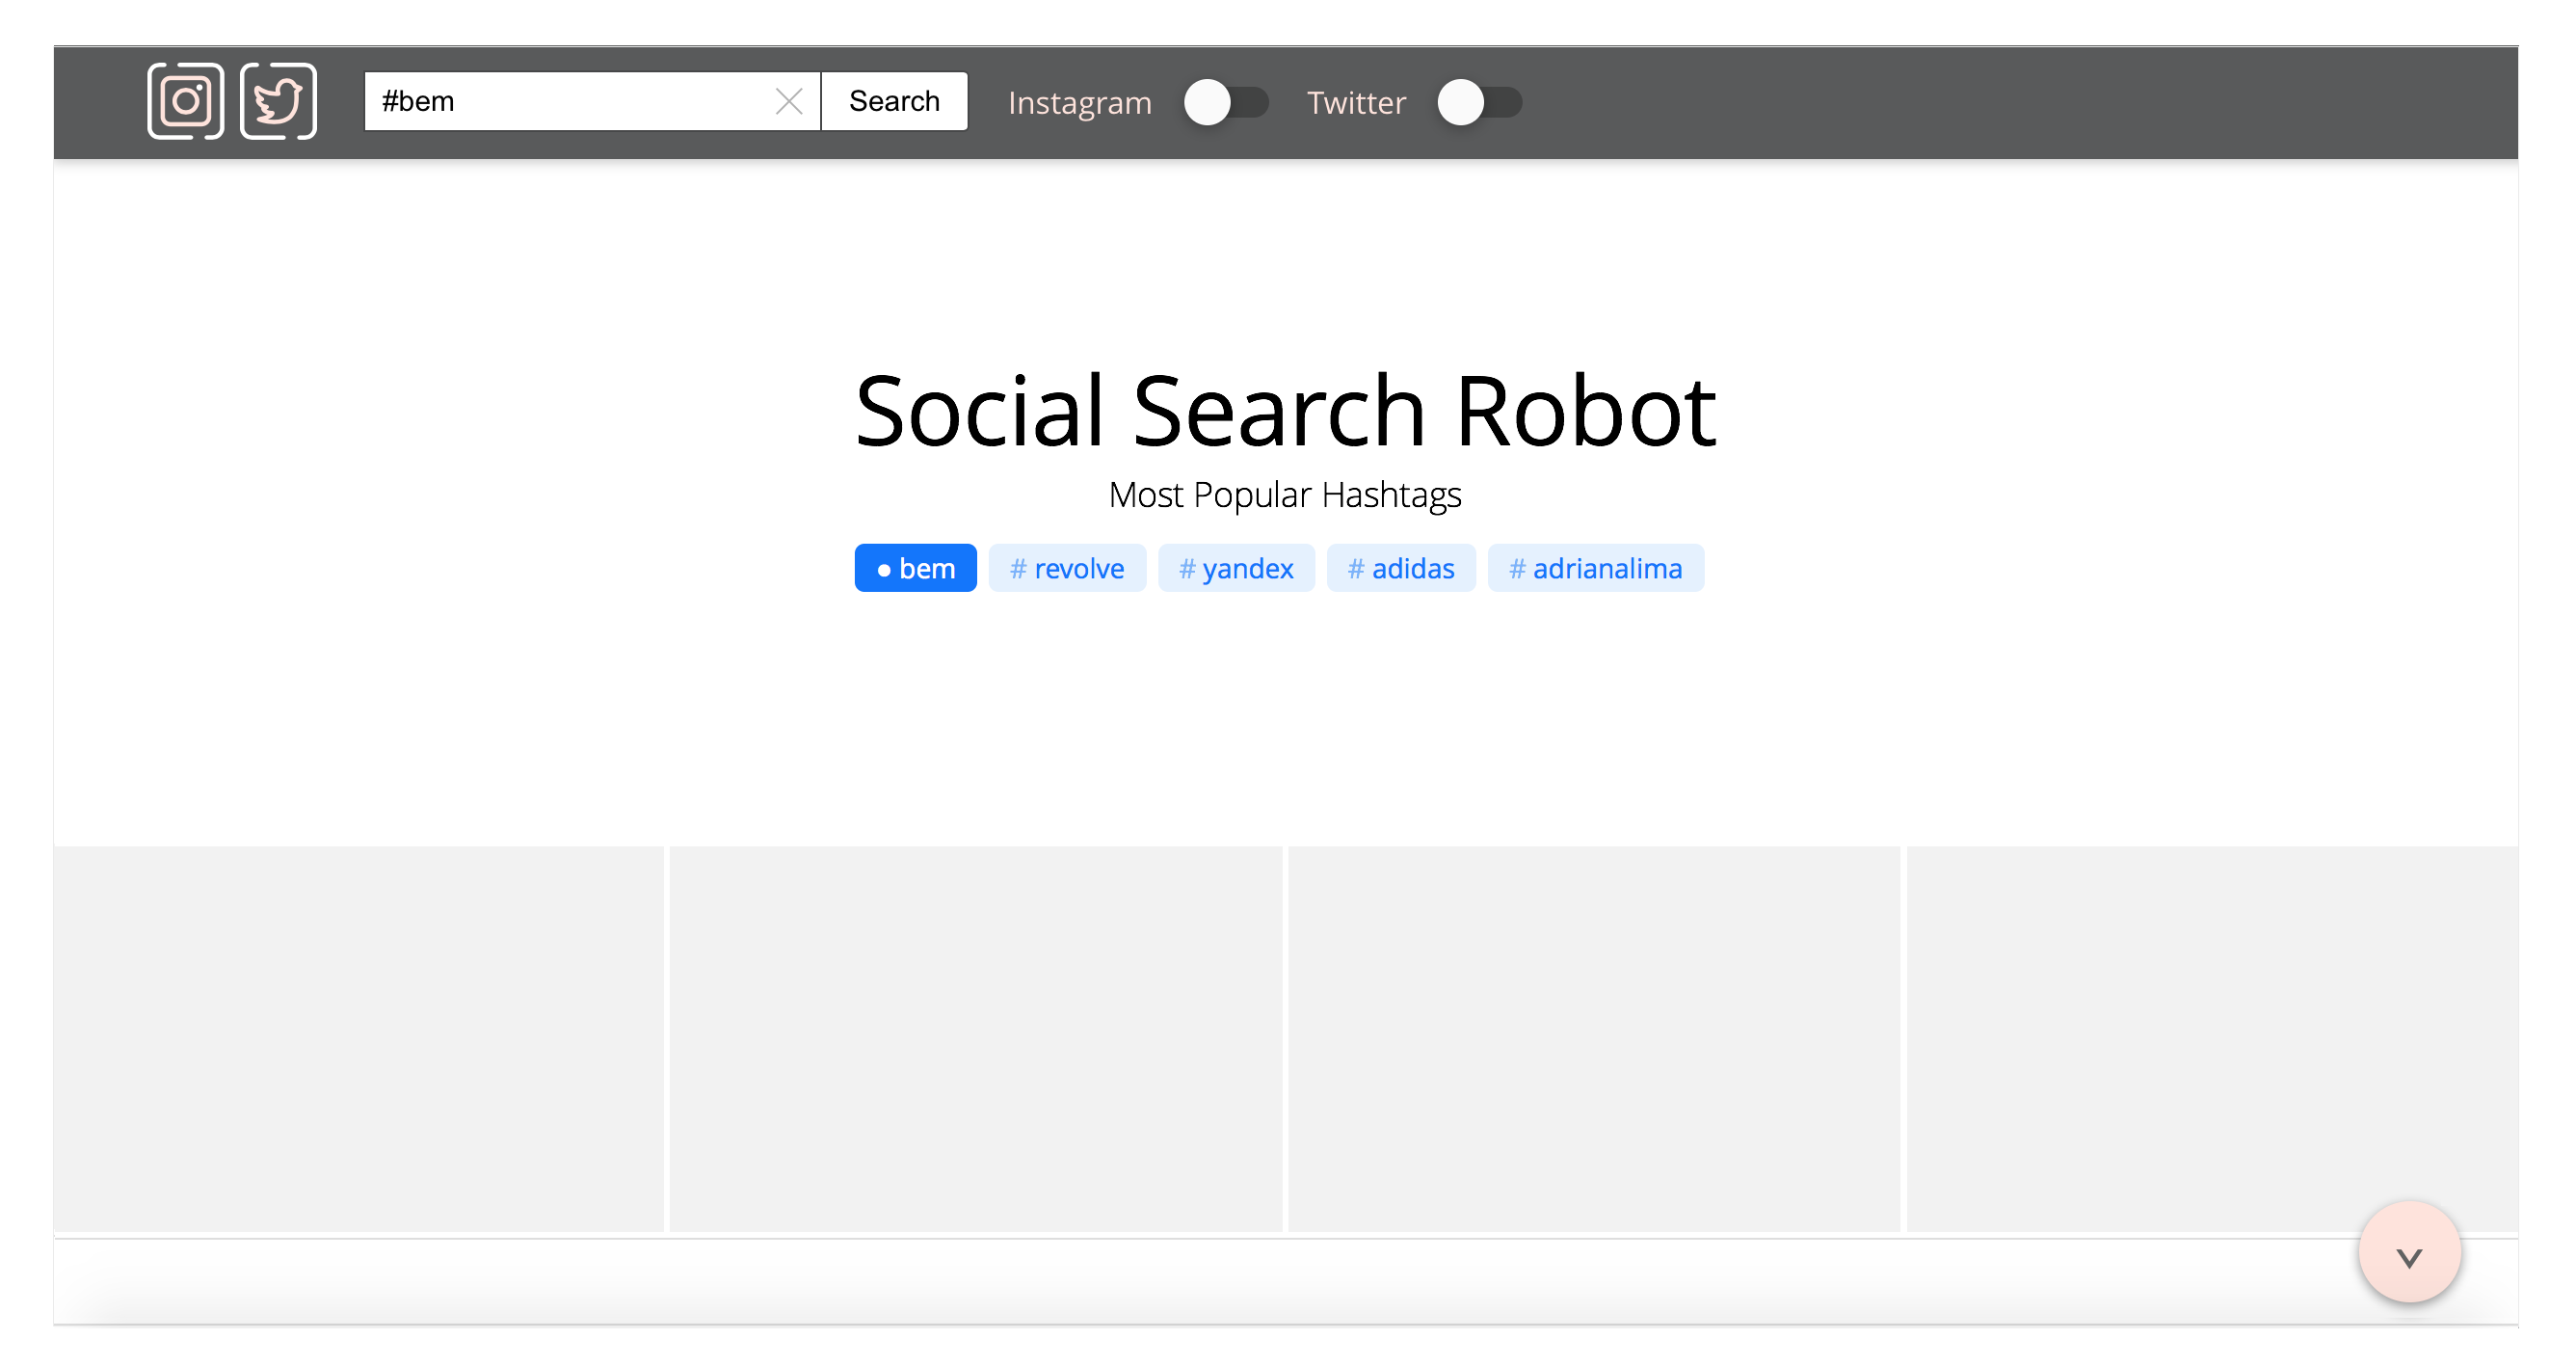 #bem Search Instagram Twitter
Social Search Robot
Most Popular Hashtags
bem # revolve # yandex # adidas # adrianalima